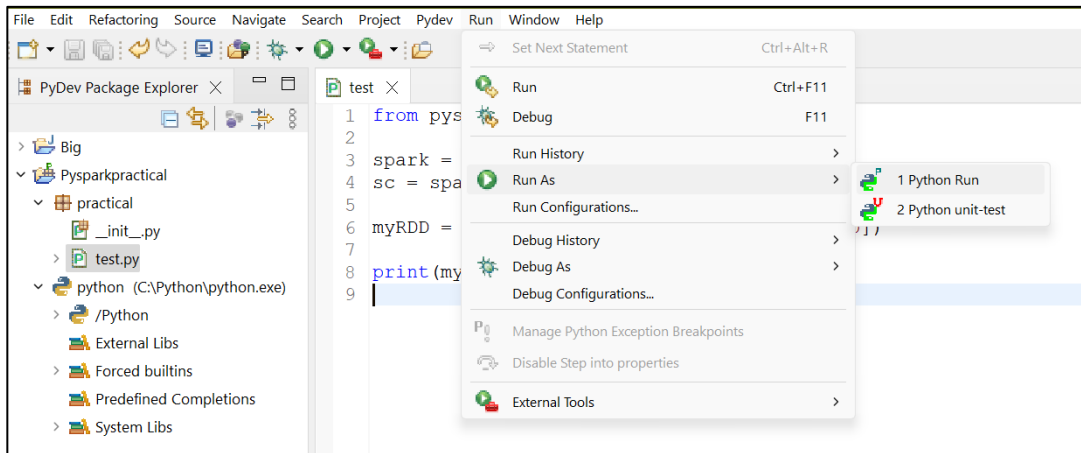 File Edit Refactoring Source Navigate Search Project Pydev Run Window Help
PyDev Package Explorer
Big
Pysparkpractical
practical
__init__.py
test.py
python (C:\Python\python.exe)
/Python
External Libs
Forced builtins
Predefined Completions
System Libs
test
1 from pys
2
3 spark =
4 sc = spa
5
6 myRDD = ])
7
8 print(my
9
Set Next Statement Ctrl+Alt+R
Run Ctrl+F11
Debug F11
Run History
Run As
Run Configurations...
Debug History
Debug As
Debug Configurations...
Manage Python Exception Breakpoints
Disable Step into properties
External Tools
1 Python Run
2 Python unit-test